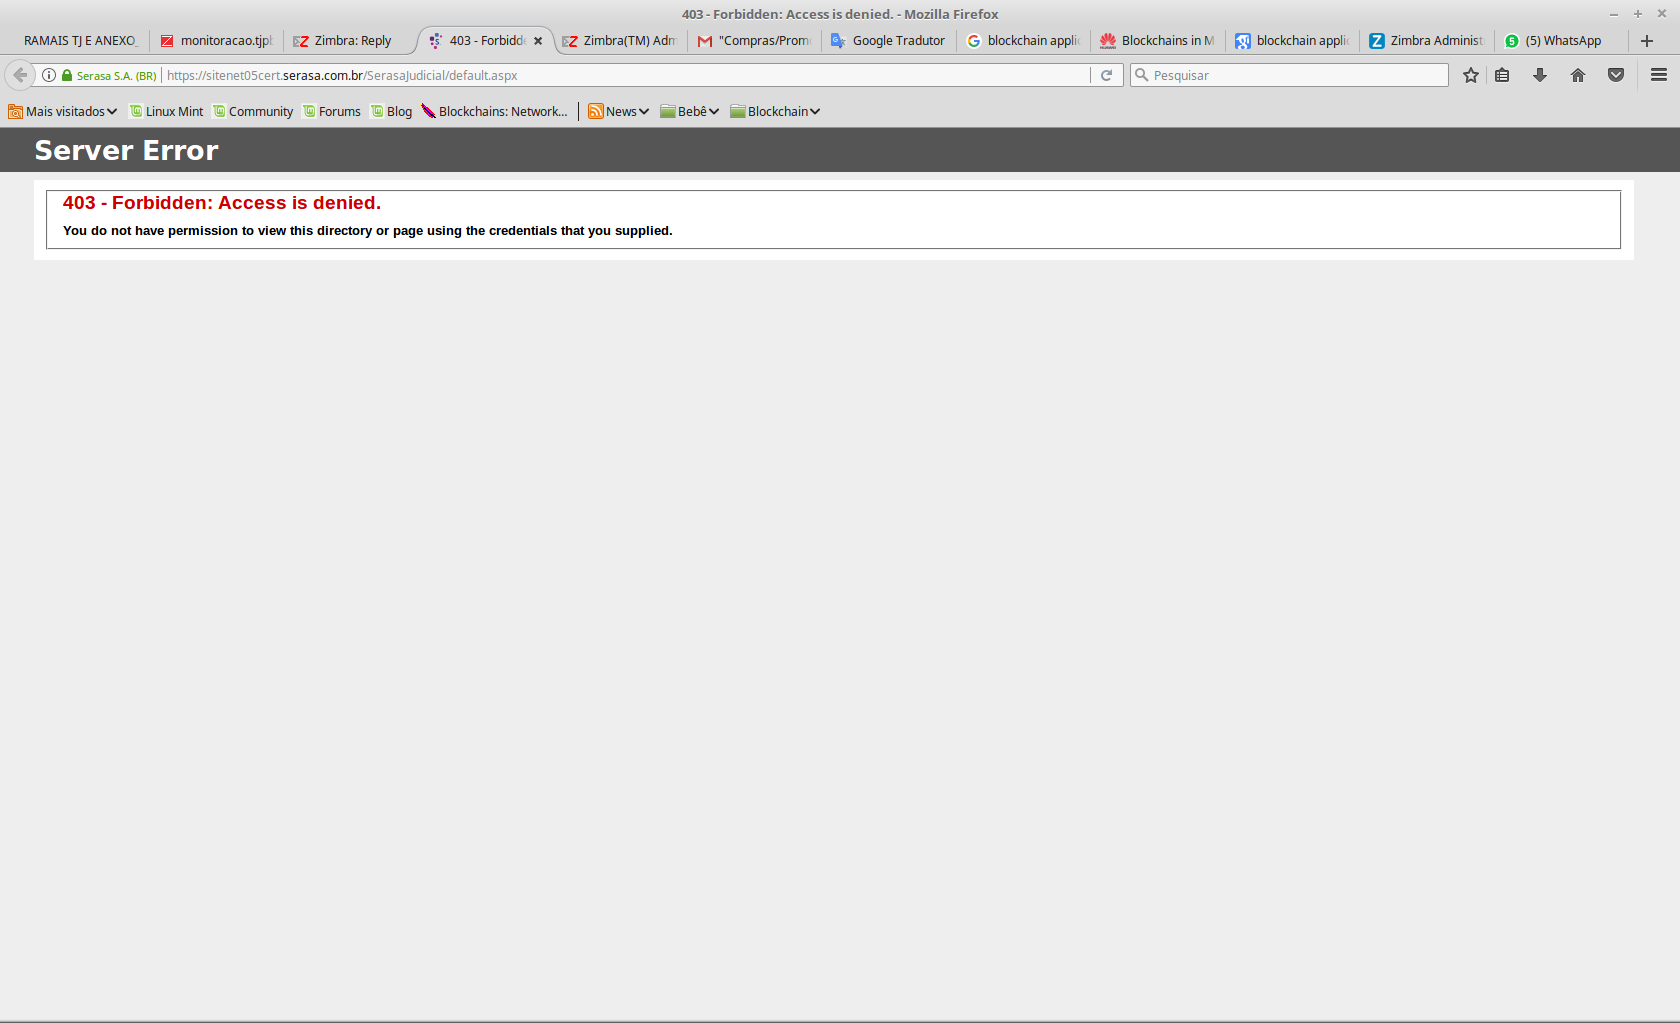 403 - Forbidden: Access is denied. - Mozilla Firefox
RAMAIS TJ E ANEXO_
monitoracao.tjpb
Zimbra: Reply
403 - Forbidde
Zimbra(TM) Adm
"Compras/Prom
Google Tradutor
blockchain applic
Blockchains in M
blockchain applic
Zimbra Administ
(5) WhatsApp
Serasa S.A. (BR)
https://sitenet05cert.serasa.com.br/SerasaJudicial/default.aspx
Pesquisar
Mais visitados
Linux Mint
Community
Forums
Blog
Blockchains: Network...
News
Bebê
Blockchain
Server Error
403 - Forbidden: Access is denied.
You do not have permission to view this directory or page using the credentials that you supplied.